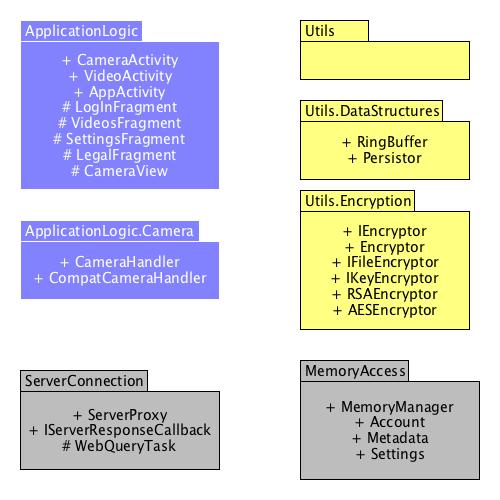 ApplicationLogic
+ CameraActivity
+ VideoActivity
+ AppActivity
# LogInFragment
# VideosFragment
# SettingsFragment
# LegalFragment
# CameraView
ApplicationLogic.Camera
+ CameraHandler
+ CompatCameraHandler
ServerConnection
+ ServerProxy
+ IServerResponseCallback
# WebQueryTask
Utils
Utils.DataStructures
+ RingBuffer
+ Persistor
Utils.Encryption
+ IEncryptor
+ Encryptor
+ IFileEncryptor
+ IKeyEncryptor
+ RSAEncryptor
+ AESEncryptor
MemoryAccess
+ MemoryManager
+ Account
+ Metadata
+ Settings